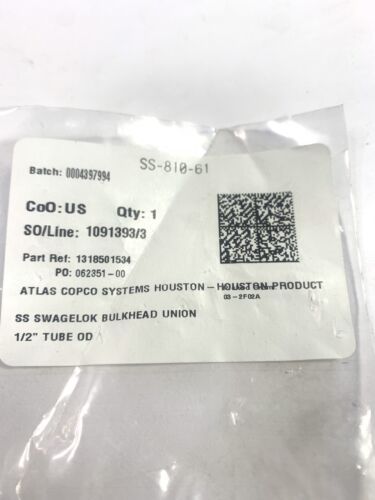 SS-810-61
Batch: 0004397994
CoO: US Qty: 1
SO/Line: 1091393/3
Part Ref: 1318501534
PO: 062351-00
ATLAS COPCO SYSTEMS HOUSTON – HOUSTON PRODUCT
03-2F02A
SS SWAGELOK BULKHEAD UNION
1/2" TUBE OD